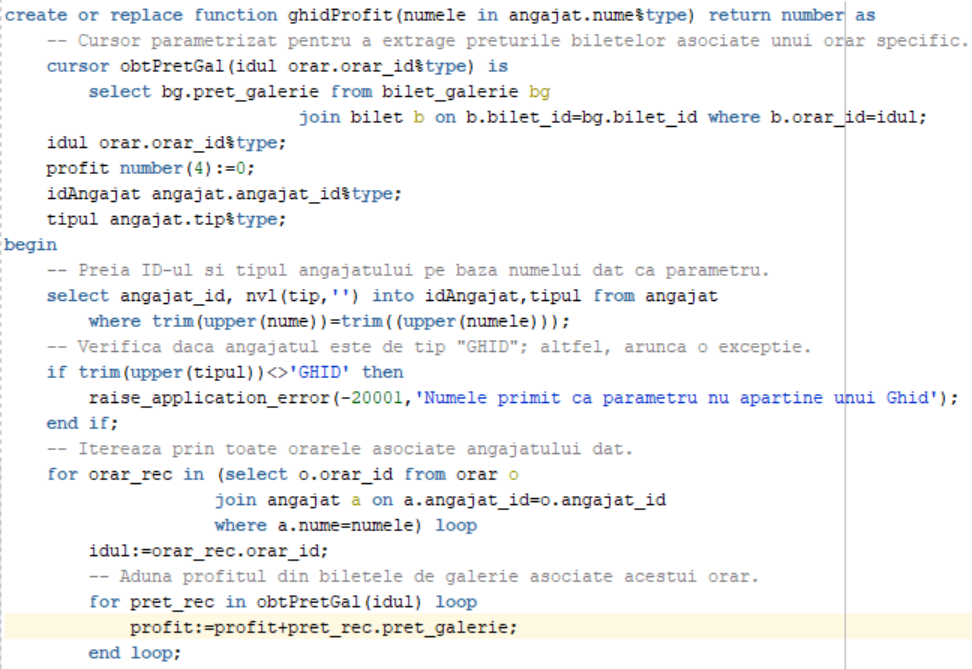 create or replace function ghidProfit(numele in angajat.nume%type) return number as
    -- Cursor parametrizat pentru a extrage preturile biletelor asociate unui orar specific.
    cursor obtPretGal(idul orar.orar_id%type) is
        select bg.pret_galerie from bilet_galerie bg
                            join bilet b on b.bilet_id=bg.bilet_id where b.orar_id=idul;
    idul orar.orar_id%type;
    profit number(4):=0;
    idAngajat angajat.angajat_id%type;
    tipul angajat.tip%type;
begin
    -- Preia ID-ul si tipul angajatului pe baza numelui dat ca parametru.
    select angajat_id, nvl(tip,'') into idAngajat,tipul from angajat
        where trim(upper(nume))=trim((upper(numele)));
    -- Verifica daca angajatul este de tip "GHID"; altfel, arunca o exceptie.
    if trim(upper(tipul))<>'GHID' then
        raise_application_error(-20001,'Numele primit ca parametru nu apartine unui Ghid');
    end if;
    -- Itereaza prin toate orarele asociate angajatului dat.
    for orar_rec in (select o.orar_id from orar o
                    join angajat a on a.angajat_id=o.angajat_id
                    where a.nume=numele) loop
        idul:=orar_rec.orar_id;
        -- Aduna profitul din biletele de galerie asociate acestui orar.
        for pret_rec in obtPretGal(idul) loop
            profit:=profit+pret_rec.pret_galerie;
        end loop;